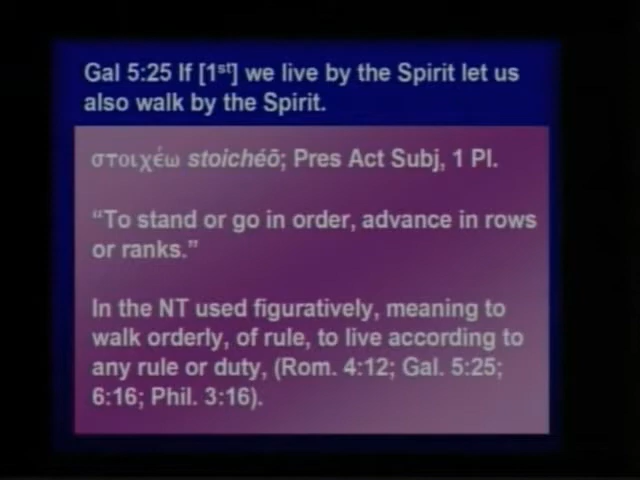 Gal 5:25 If [1st] we live by the Spirit let us
also walk by the Spirit.
στοιχέω stoichéō; Pres Act Subj, 1 Pl.
“To stand or go in order, advance in rows
or ranks.”
In the NT used figuratively, meaning to
walk orderly, of rule, to live according to
any rule or duty, (Rom. 4:12; Gal. 5:25;
6:16; Phil. 3:16).